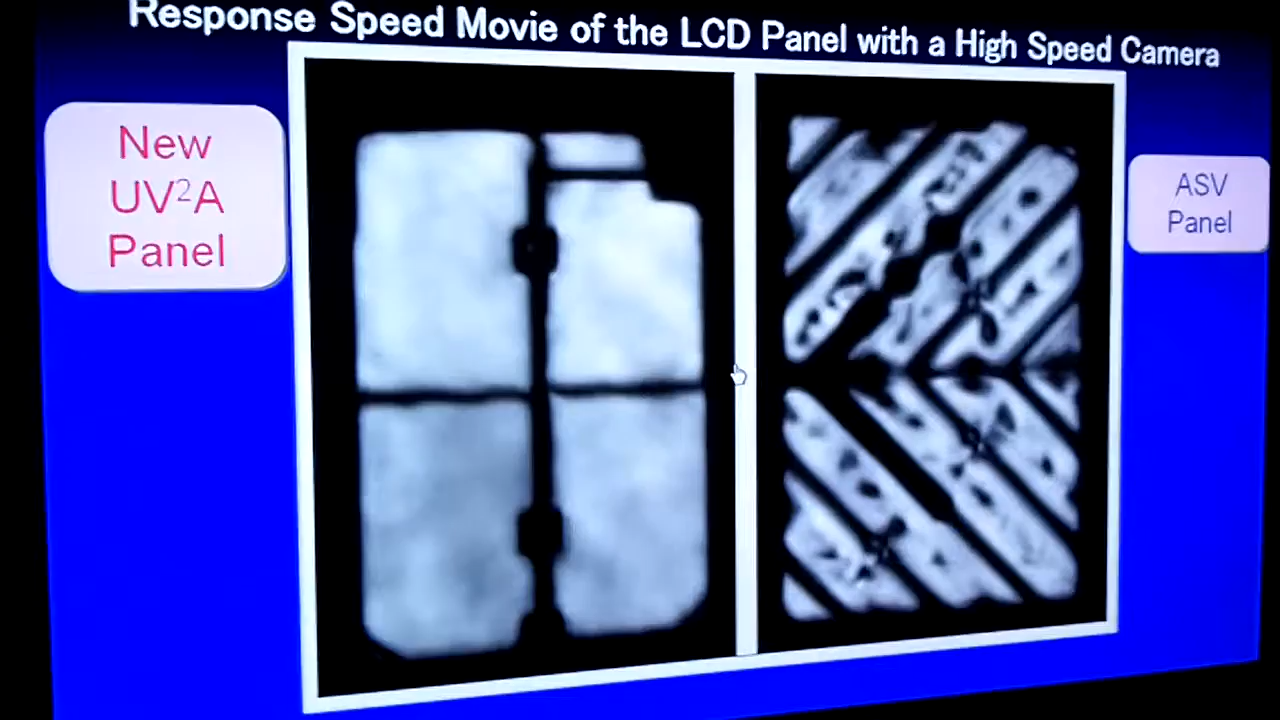 Response Speed Movie of the LCD Panel with a High Speed Camera
New
UV²A
Panel
ASV
Panel